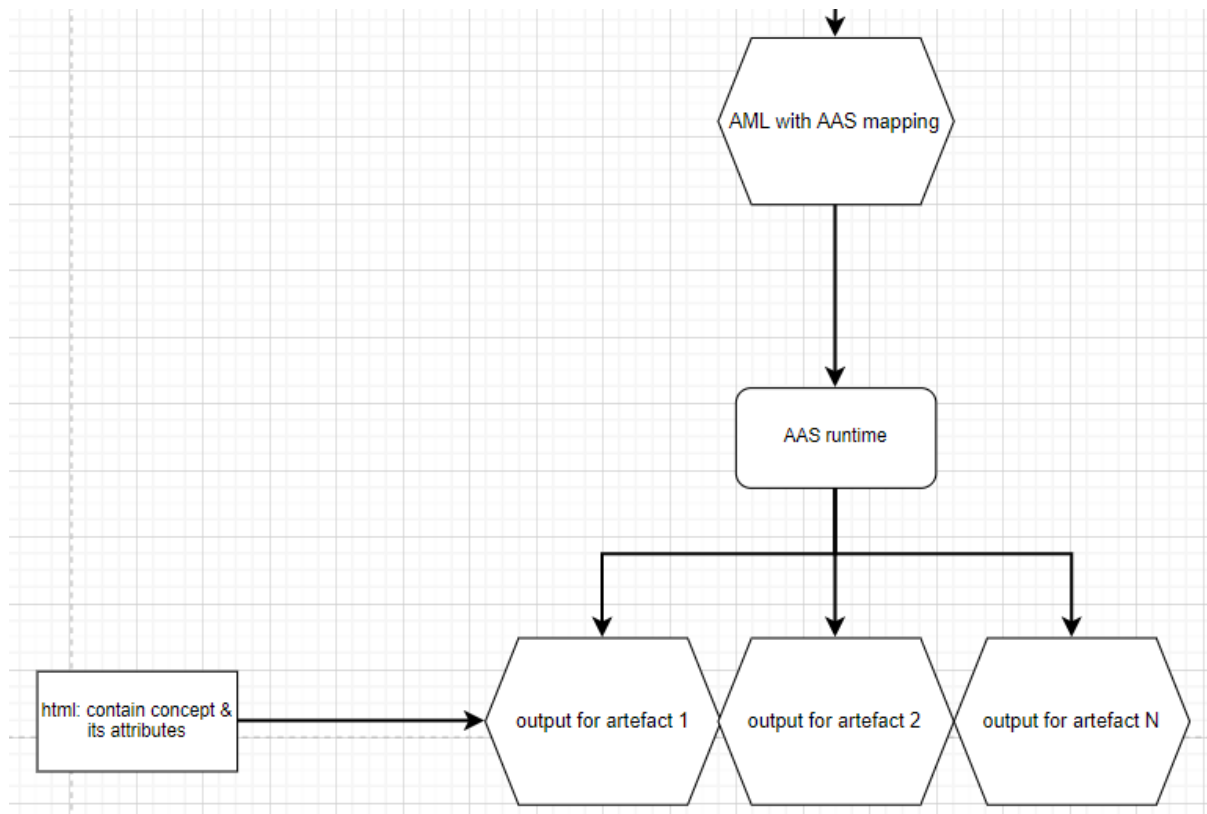 AML with AAS mapping
AAS runtime
html: contain concept &
its attributes
output for artefact 1
output for artefact 2
output for artefact N